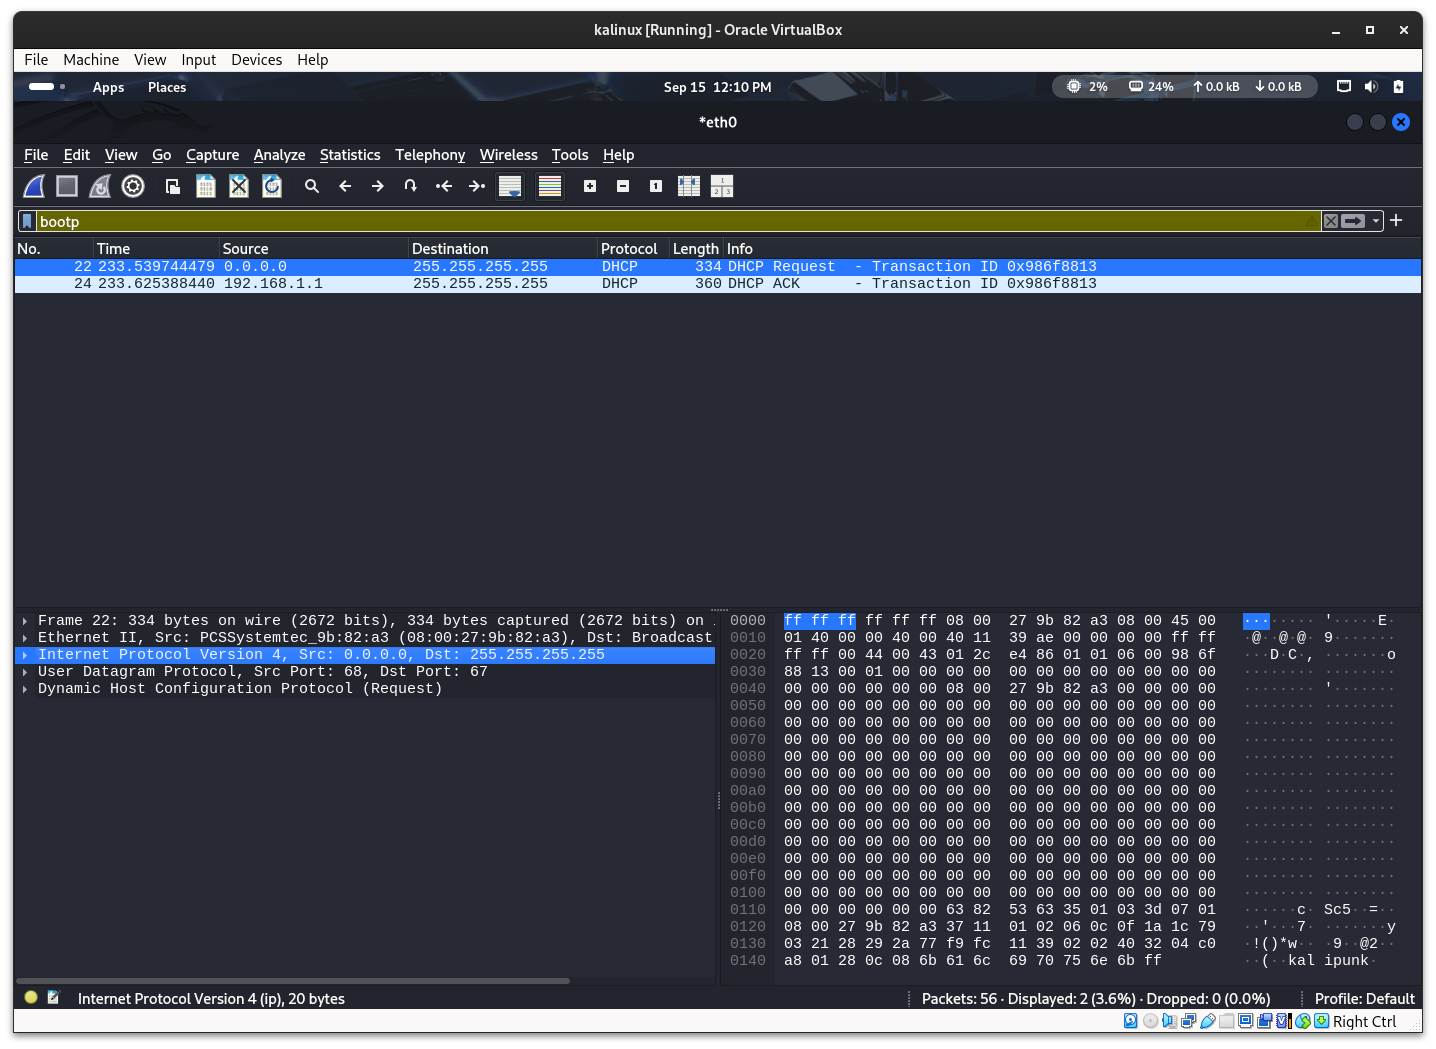 kalinux [Running] - Oracle VirtualBox
File Machine View Input Devices Help
Apps Places Sep 15 12:10 PM 2% 24% 0.0 kB 0.0 kB
*eth0
File Edit View Go Capture Analyze Statistics Telephony Wireless Tools Help
bootp
No. Time Source Destination Protocol Length Info
22 233.539744479 0.0.0.0 255.255.255.255 DHCP 334 DHCP Request - Transaction ID 0x986f8813
24 233.625388440 192.168.1.1 255.255.255.255 DHCP 360 DHCP ACK - Transaction ID 0x986f8813
Frame 22: 334 bytes on wire (2672 bits), 334 bytes captured (2672 bits) on
Ethernet II, Src: PCSSystemtec_9b:82:a3 (08:00:27:9b:82:a3), Dst: Broadcast
Internet Protocol Version 4, Src: 0.0.0.0, Dst: 255.255.255.255
User Datagram Protocol, Src Port: 68, Dst Port: 67
Dynamic Host Configuration Protocol (Request)
0000 ff ff ff ff ff ff 08 00 27 9b 82 a3 08 00 45 00 ········ '·····E·
0010 01 40 00 00 40 00 40 11 39 ae 00 00 00 00 ff ff ·@··@·@· 9·······
0020 ff ff 00 44 00 43 01 2c e4 86 01 01 06 00 98 6f ···D·C·, ·······o
0030 88 13 00 01 00 00 00 00 00 00 00 00 00 00 00 00 ········ ········
0040 00 00 00 00 00 00 08 00 27 9b 82 a3 00 00 00 00 ········ '·······
0050 00 00 00 00 00 00 00 00 00 00 00 00 00 00 00 00 ········ ········
0060 00 00 00 00 00 00 00 00 00 00 00 00 00 00 00 00 ········ ········
0070 00 00 00 00 00 00 00 00 00 00 00 00 00 00 00 00 ········ ········
0080 00 00 00 00 00 00 00 00 00 00 00 00 00 00 00 00 ········ ········
0090 00 00 00 00 00 00 00 00 00 00 00 00 00 00 00 00 ········ ········
00a0 00 00 00 00 00 00 00 00 00 00 00 00 00 00 00 00 ········ ········
00b0 00 00 00 00 00 00 00 00 00 00 00 00 00 00 00 00 ········ ········
00c0 00 00 00 00 00 00 00 00 00 00 00 00 00 00 00 00 ········ ········
00d0 00 00 00 00 00 00 00 00 00 00 00 00 00 00 00 00 ········ ········
00e0 00 00 00 00 00 00 00 00 00 00 00 00 00 00 00 00 ········ ········
00f0 00 00 00 00 00 00 00 00 00 00 00 00 00 00 00 00 ········ ········
0100 00 00 00 00 00 00 00 00 00 00 00 00 00 00 00 00 ········ ········
0110 00 00 00 00 00 00 63 82 53 63 35 01 03 3d 07 01 ······c· Sc5··=··
0120 08 00 27 9b 82 a3 37 11 01 02 06 0c 0f 1a 1c 79 ··'···7· ·······y
0130 03 21 28 29 2a 77 f9 fc 11 39 02 02 40 32 04 c0 ·!()*w·· ·9··@2··
0140 a8 01 28 0c 08 6b 61 6c 69 70 75 6e 6b ff ··(··kal ipunk·
Internet Protocol Version 4 (ip), 20 bytes
Packets: 56 · Displayed: 2 (3.6%) · Dropped: 0 (0.0%) Profile: Default
Right Ctrl